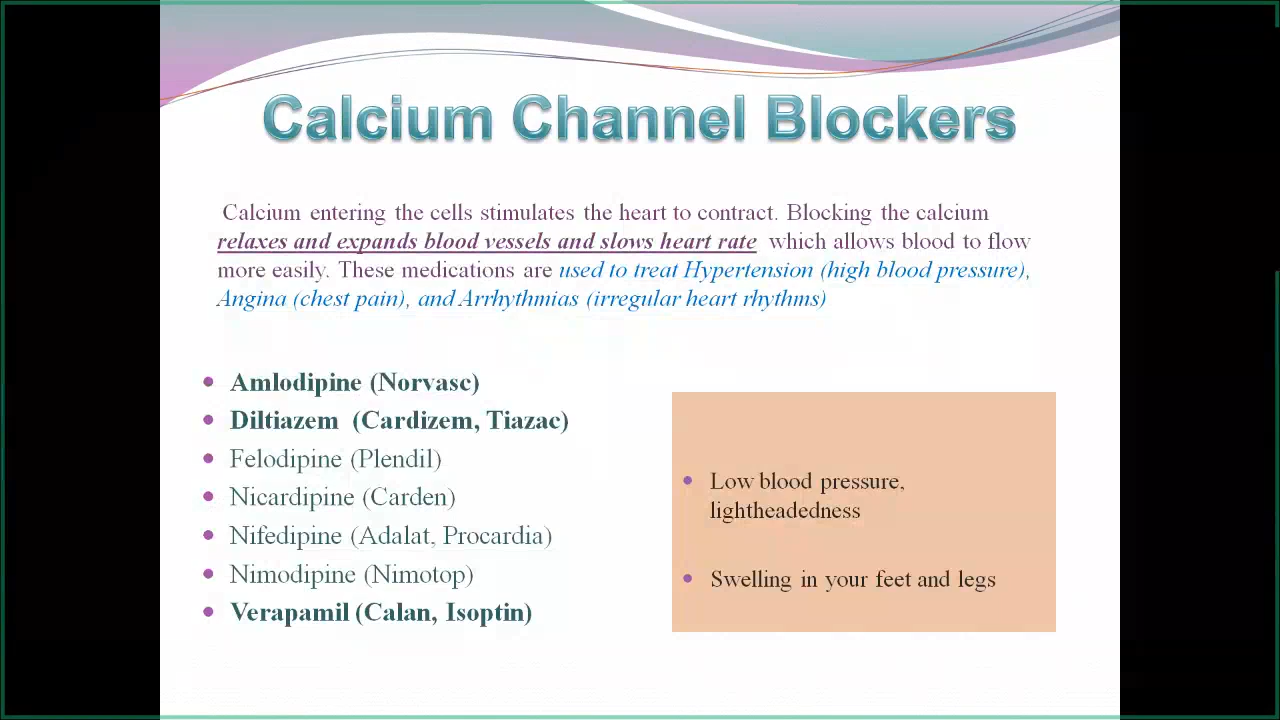 Calcium Channel Blockers
Calcium entering the cells stimulates the heart to contract. Blocking the calcium
relaxes and expands blood vessels and slows heart rate which allows blood to flow
more easily. These medications are used to treat Hypertension (high blood pressure),
Angina (chest pain), and Arrhythmias (irregular heart rhythms)
• Amlodipine (Norvasc)
• Diltiazem (Cardizem, Tiazac)
• Felodipine (Plendil)
• Nicardipine (Carden)
• Nifedipine (Adalat, Procardia)
• Nimodipine (Nimotop)
• Verapamil (Calan, Isoptin)
• Low blood pressure,
lightheadedness
• Swelling in your feet and legs